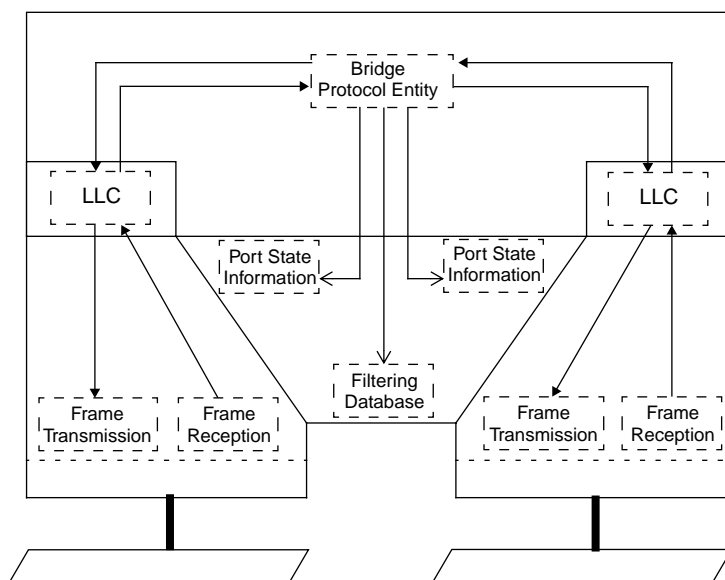 Bridge
Protocol Entity
LLC
LLC
Port State
Information
Port State
Information
Filtering
Database
Frame
Transmission
Frame
Reception
Frame
Transmission
Frame
Reception